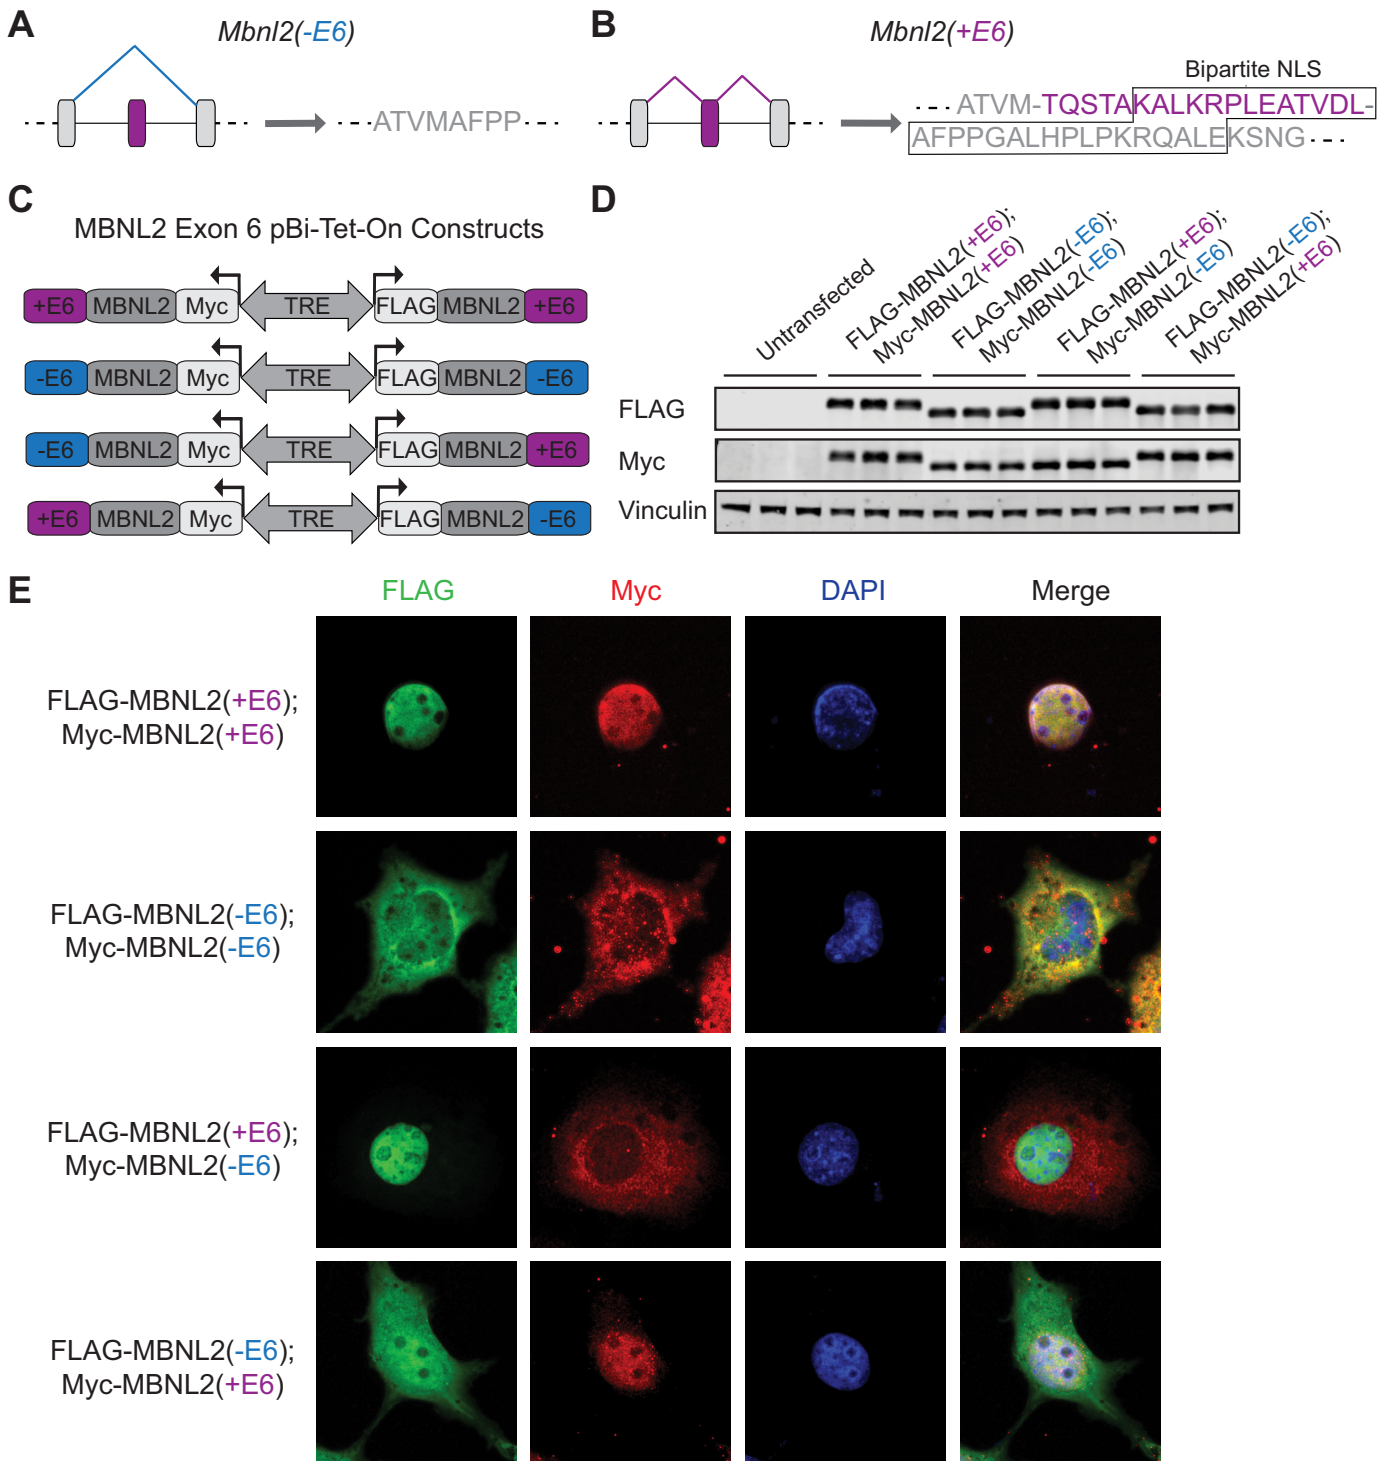 A
Mbnl2(-E6)
- - -ATVMAFPP- - -
B
Mbnl2(+E6)
Bipartite NLS
- - - ATVM-TQSTAKALKRPLEATVDL-
AFPPGALHPLPKRQALEKSNG- - -
C
MBNL2 Exon 6 pBi-Tet-On Constructs
+E6 MBNL2 Myc TRE FLAG MBNL2 +E6
-E6 MBNL2 Myc TRE FLAG MBNL2 -E6
-E6 MBNL2 Myc TRE FLAG MBNL2 +E6
+E6 MBNL2 Myc TRE FLAG MBNL2 -E6
D
Untransfected
FLAG-MBNL2(+E6);
Myc-MBNL2(+E6)
FLAG-MBNL2(-E6);
Myc-MBNL2(-E6)
FLAG-MBNL2(+E6);
Myc-MBNL2(-E6)
FLAG-MBNL2(-E6);
Myc-MBNL2(+E6)
FLAG
Myc
Vinculin
E
FLAG Myc DAPI Merge
FLAG-MBNL2(+E6);
Myc-MBNL2(+E6)
FLAG-MBNL2(-E6);
Myc-MBNL2(-E6)
FLAG-MBNL2(+E6);
Myc-MBNL2(-E6)
FLAG-MBNL2(-E6);
Myc-MBNL2(+E6)